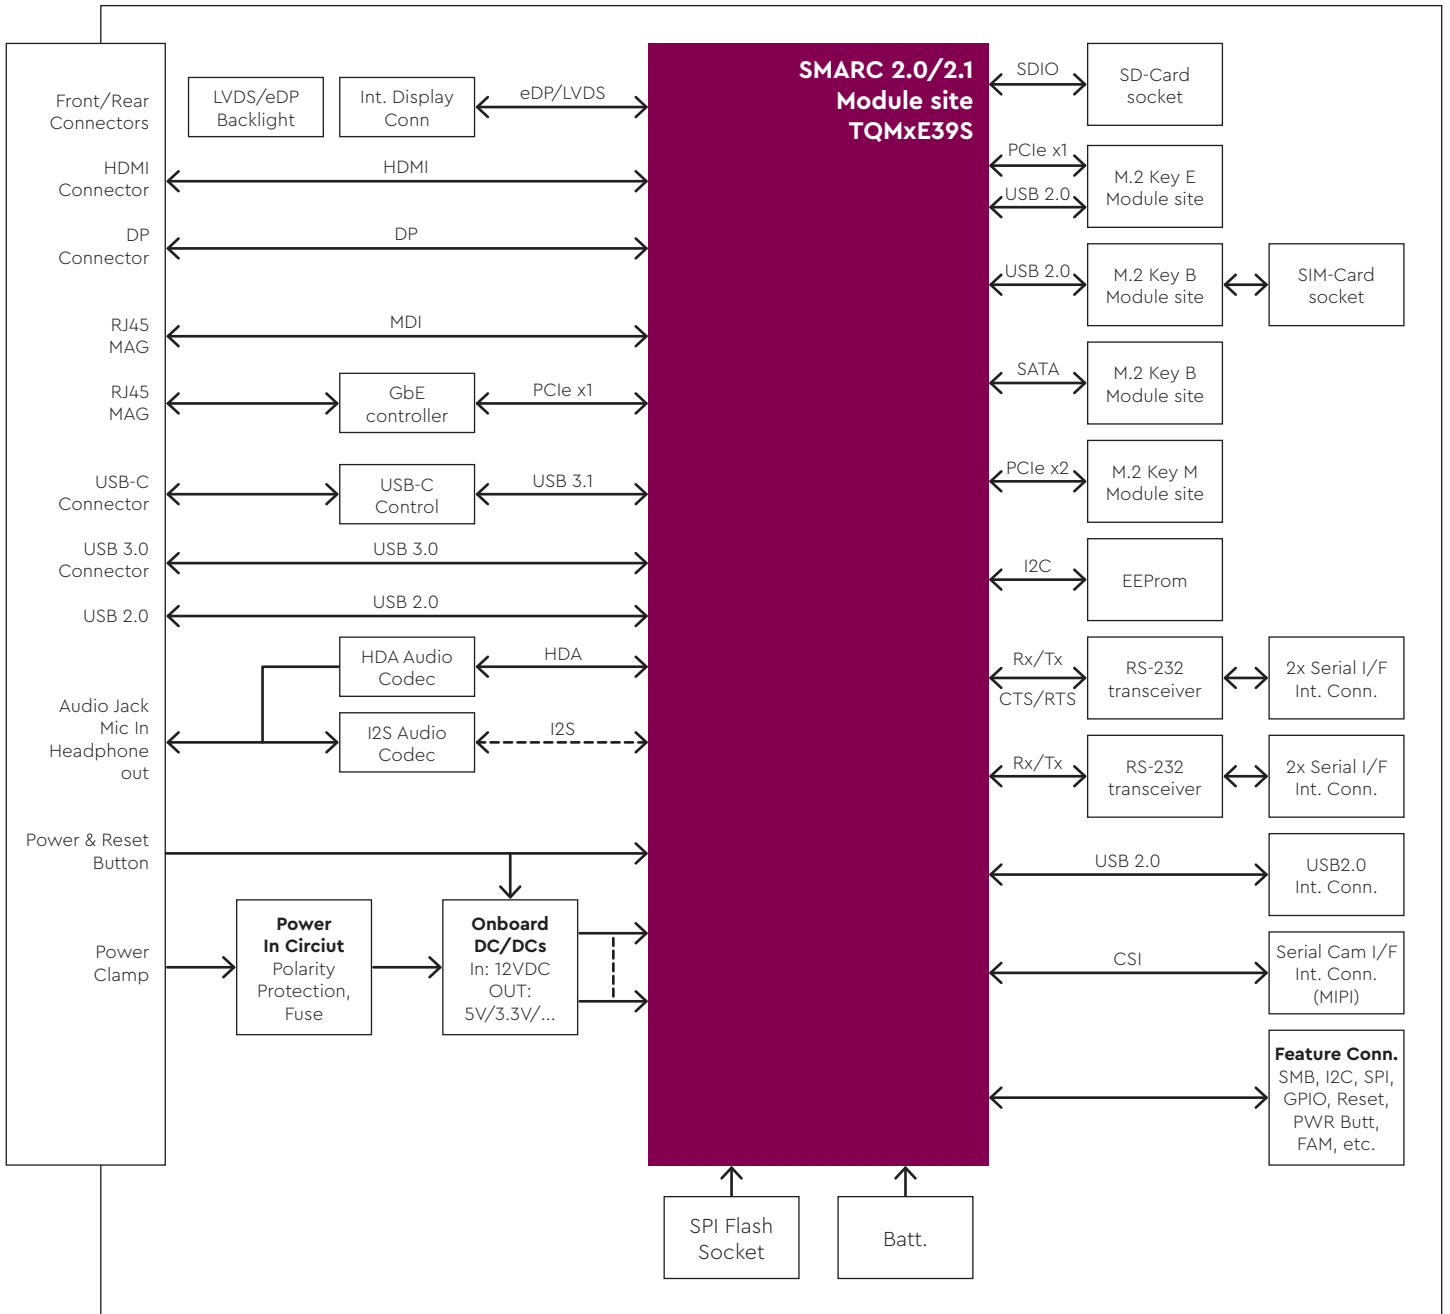 SMARC 2.0/2.1
Module site
TQMxE39S
Front/Rear
Connectors
LVDS/eDP
Backlight
Int. Display
Conn
eDP/LVDS
HDMI
Connector
HDMI
DP
Connector
DP
RJ45
MAG
MDI
RJ45
MAG
GbE
controller
PCIe x1
USB-C
Connector
USB-C
Control
USB 3.1
USB 3.0
Connector
USB 3.0
USB 2.0
USB 2.0
HDA Audio
Codec
HDA
Audio Jack
Mic In
Headphone
out
I2S Audio
Codec
I2S
Power & Reset
Button
Power
Clamp
Power
In Circiut
Polarity
Protection,
Fuse
Onboard
DC/DCs
In: 12VDC
OUT:
5V/3.3V/...
SDIO
SD-Card
socket
PCIe x1
USB 2.0
M.2 Key E
Module site
USB 2.0
M.2 Key B
Module site
SIM-Card
socket
SATA
M.2 Key B
Module site
PCIe x2
M.2 Key M
Module site
I2C
EEProm
Rx/Tx
CTS/RTS
RS-232
transceiver
2x Serial I/F
Int. Conn.
Rx/Tx
RS-232
transceiver
2x Serial I/F
Int. Conn.
USB 2.0
USB2.0
Int. Conn.
CSI
Serial Cam I/F
Int. Conn.
(MIPI)
Feature Conn.
SMB, I2C, SPI,
GPIO, Reset,
PWR Butt,
FAM, etc.
SPI Flash
Socket
Batt.